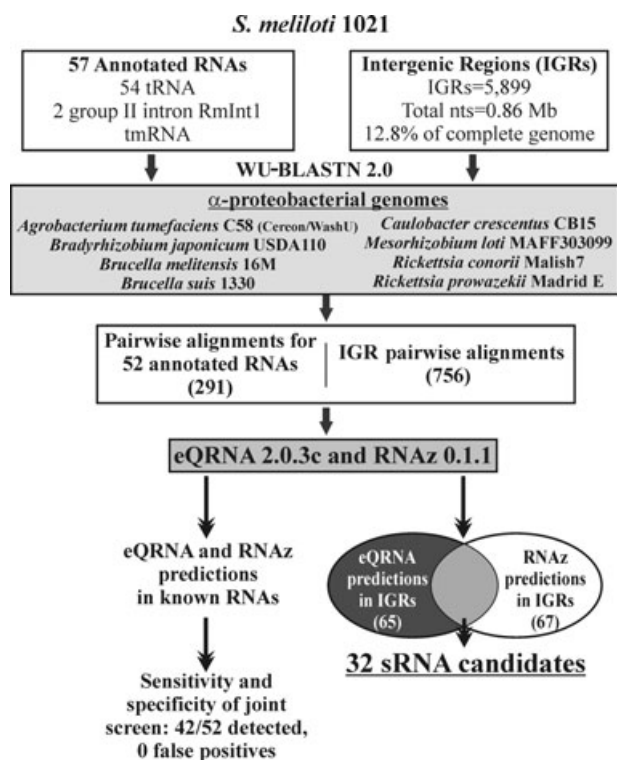 S. meliloti 1021
57 Annotated RNAs
54 tRNA
2 group II intron RmInt1
tmRNA
Intergenic Regions (IGRs)
IGRs=5,899
Total nts=0.86 Mb
12.8% of complete genome
WU-BLASTN 2.0
α-proteobacterial genomes
Agrobacterium tumefaciens C58 (Cereon/WashU)
Bradyrhizobium japonicum USDA110
Brucella melitensis 16M
Brucella suis 1330
Caulobacter crescentus CB15
Mesorhizobium loti MAFF303099
Rickettsia conorii Malish7
Rickettsia prowazekii Madrid E
Pairwise alignments for
52 annotated RNAs
(291)
IGR pairwise alignments
(756)
eQRNA 2.0.3c and RNAz 0.1.1
eQRNA and RNAz
predictions
in known RNAs
Sensitivity and
specificity of joint
screen: 42/52 detected,
0 false positives
eQRNA
predictions
in IGRs
(65)
RNAz
predictions
in IGRs
(67)
32 sRNA candidates